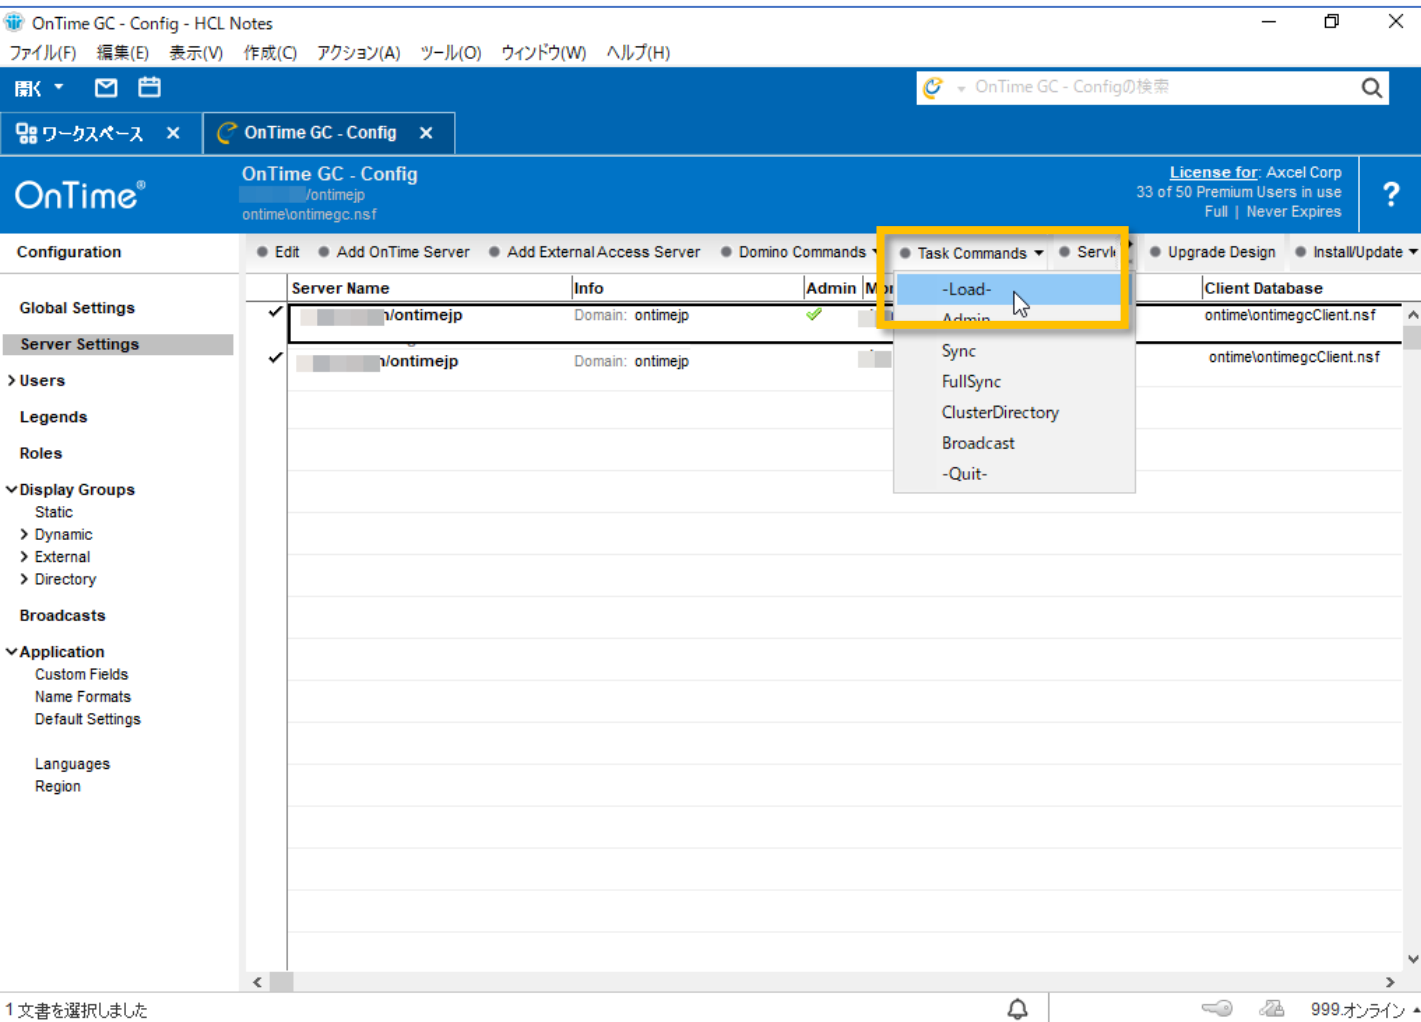 OnTime GC - Config - HCL Notes
ファイル(F) 編集(E) 表示(V) 作成(C) アクション(A) ツール(O) ウィンドウ(W) ヘルプ(H)
開く OnTime GC - Configの検索
ワークスペース OnTime GC - Config
OnTime®
OnTime GC - Config
/ontimejp
ontime\ontimegc.nsf
License for: Axcel Corp
33 of 50 Premium Users in use
Full | Never Expires
?
Configuration
Edit Add OnTime Server Add External Access Server Domino Commands Task Commands Upgrade Design Install/Update
Server Name Info Admin Client Database
/ontimejp Domain: ontimejp ontime\ontimegcClient.nsf
/ontimejp Domain: ontimejp ontime\ontimegcClient.nsf
-Load-
Admin
Sync
FullSync
ClusterDirectory
Broadcast
-Quit-
Global Settings
Server Settings
Users
Legends
Roles
Display Groups
Static
Dynamic
External
Directory
Broadcasts
Application
Custom Fields
Name Formats
Default Settings
Languages
Region
1 文書を選択しました 999.オンライン